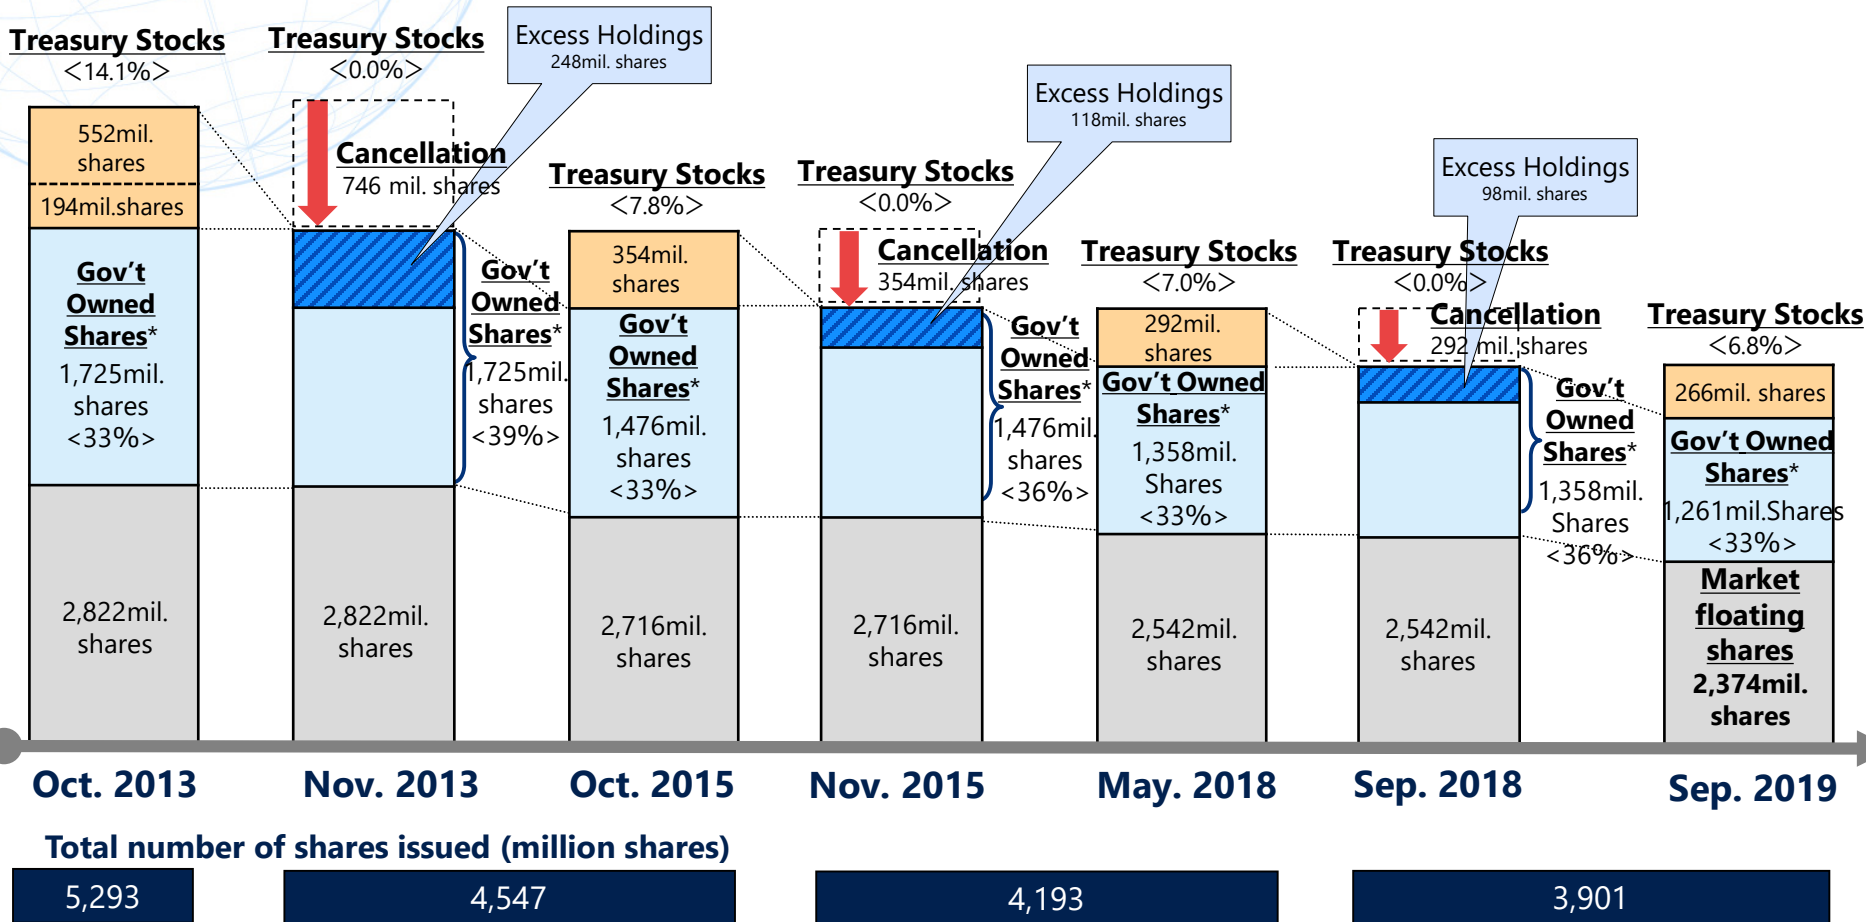 Treasury Stocks
<14.1%>
552mil.
shares
194mil.shares
Gov't
Owned
Shares*
1,725mil.
shares
<33%>
2,822mil.
shares
Treasury Stocks
<0.0%>
Cancellation
746 mil. shares
Excess Holdings
248mil. shares
Gov't
Owned
Shares*
1,725mil.
shares
<39%>
2,822mil.
shares
Treasury Stocks
<7.8%>
354mil.
shares
Gov't
Owned
Shares*
1,476mil.
shares
<33%>
2,716mil.
shares
Treasury Stocks
<0.0%>
Cancellation
354mil. shares
Excess Holdings
118mil. shares
Gov't
Owned
Shares*
1,476mil.
shares
<36%>
2,716mil.
shares
Treasury Stocks
<7.0%>
292mil.
shares
Gov't Owned
Shares*
1,358mil.
Shares
<33%>
2,542mil.
shares
Treasury Stocks
<0.0%>
Cancellation
292 mil. shares
Excess Holdings
98mil. shares
Gov't
Owned
Shares*
1,358mil.
Shares
<36%>
2,542mil.
shares
Treasury Stocks
<6.8%>
266mil. shares
Gov't Owned
Shares*
1,261mil.Shares
<33%>
Market
floating
shares
2,374mil.
shares
Oct. 2013
Nov. 2013
Oct. 2015
Nov. 2015
May. 2018
Sep. 2018
Sep. 2019
Total number of shares issued (million shares)
5,293
4,547
4,193
3,901